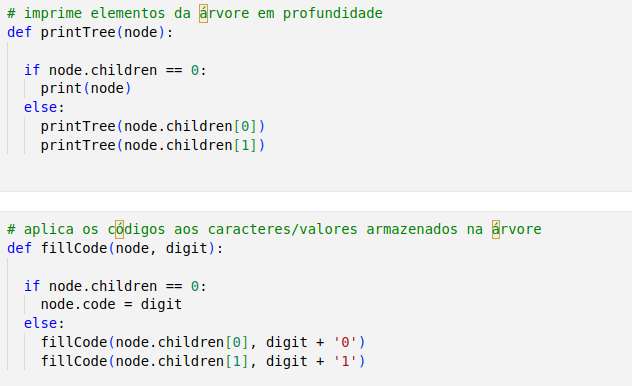 # imprime elementos da árvore em profundidade
def printTree(node):
  if node.children == 0:
    print(node)
  else:
    printTree(node.children[0])
    printTree(node.children[1])
# aplica os códigos aos caracteres/valores armazenados na árvore
def fillCode(node, digit):
  if node.children == 0:
    node.code = digit
  else:
    fillCode(node.children[0], digit + '0')
    fillCode(node.children[1], digit + '1')